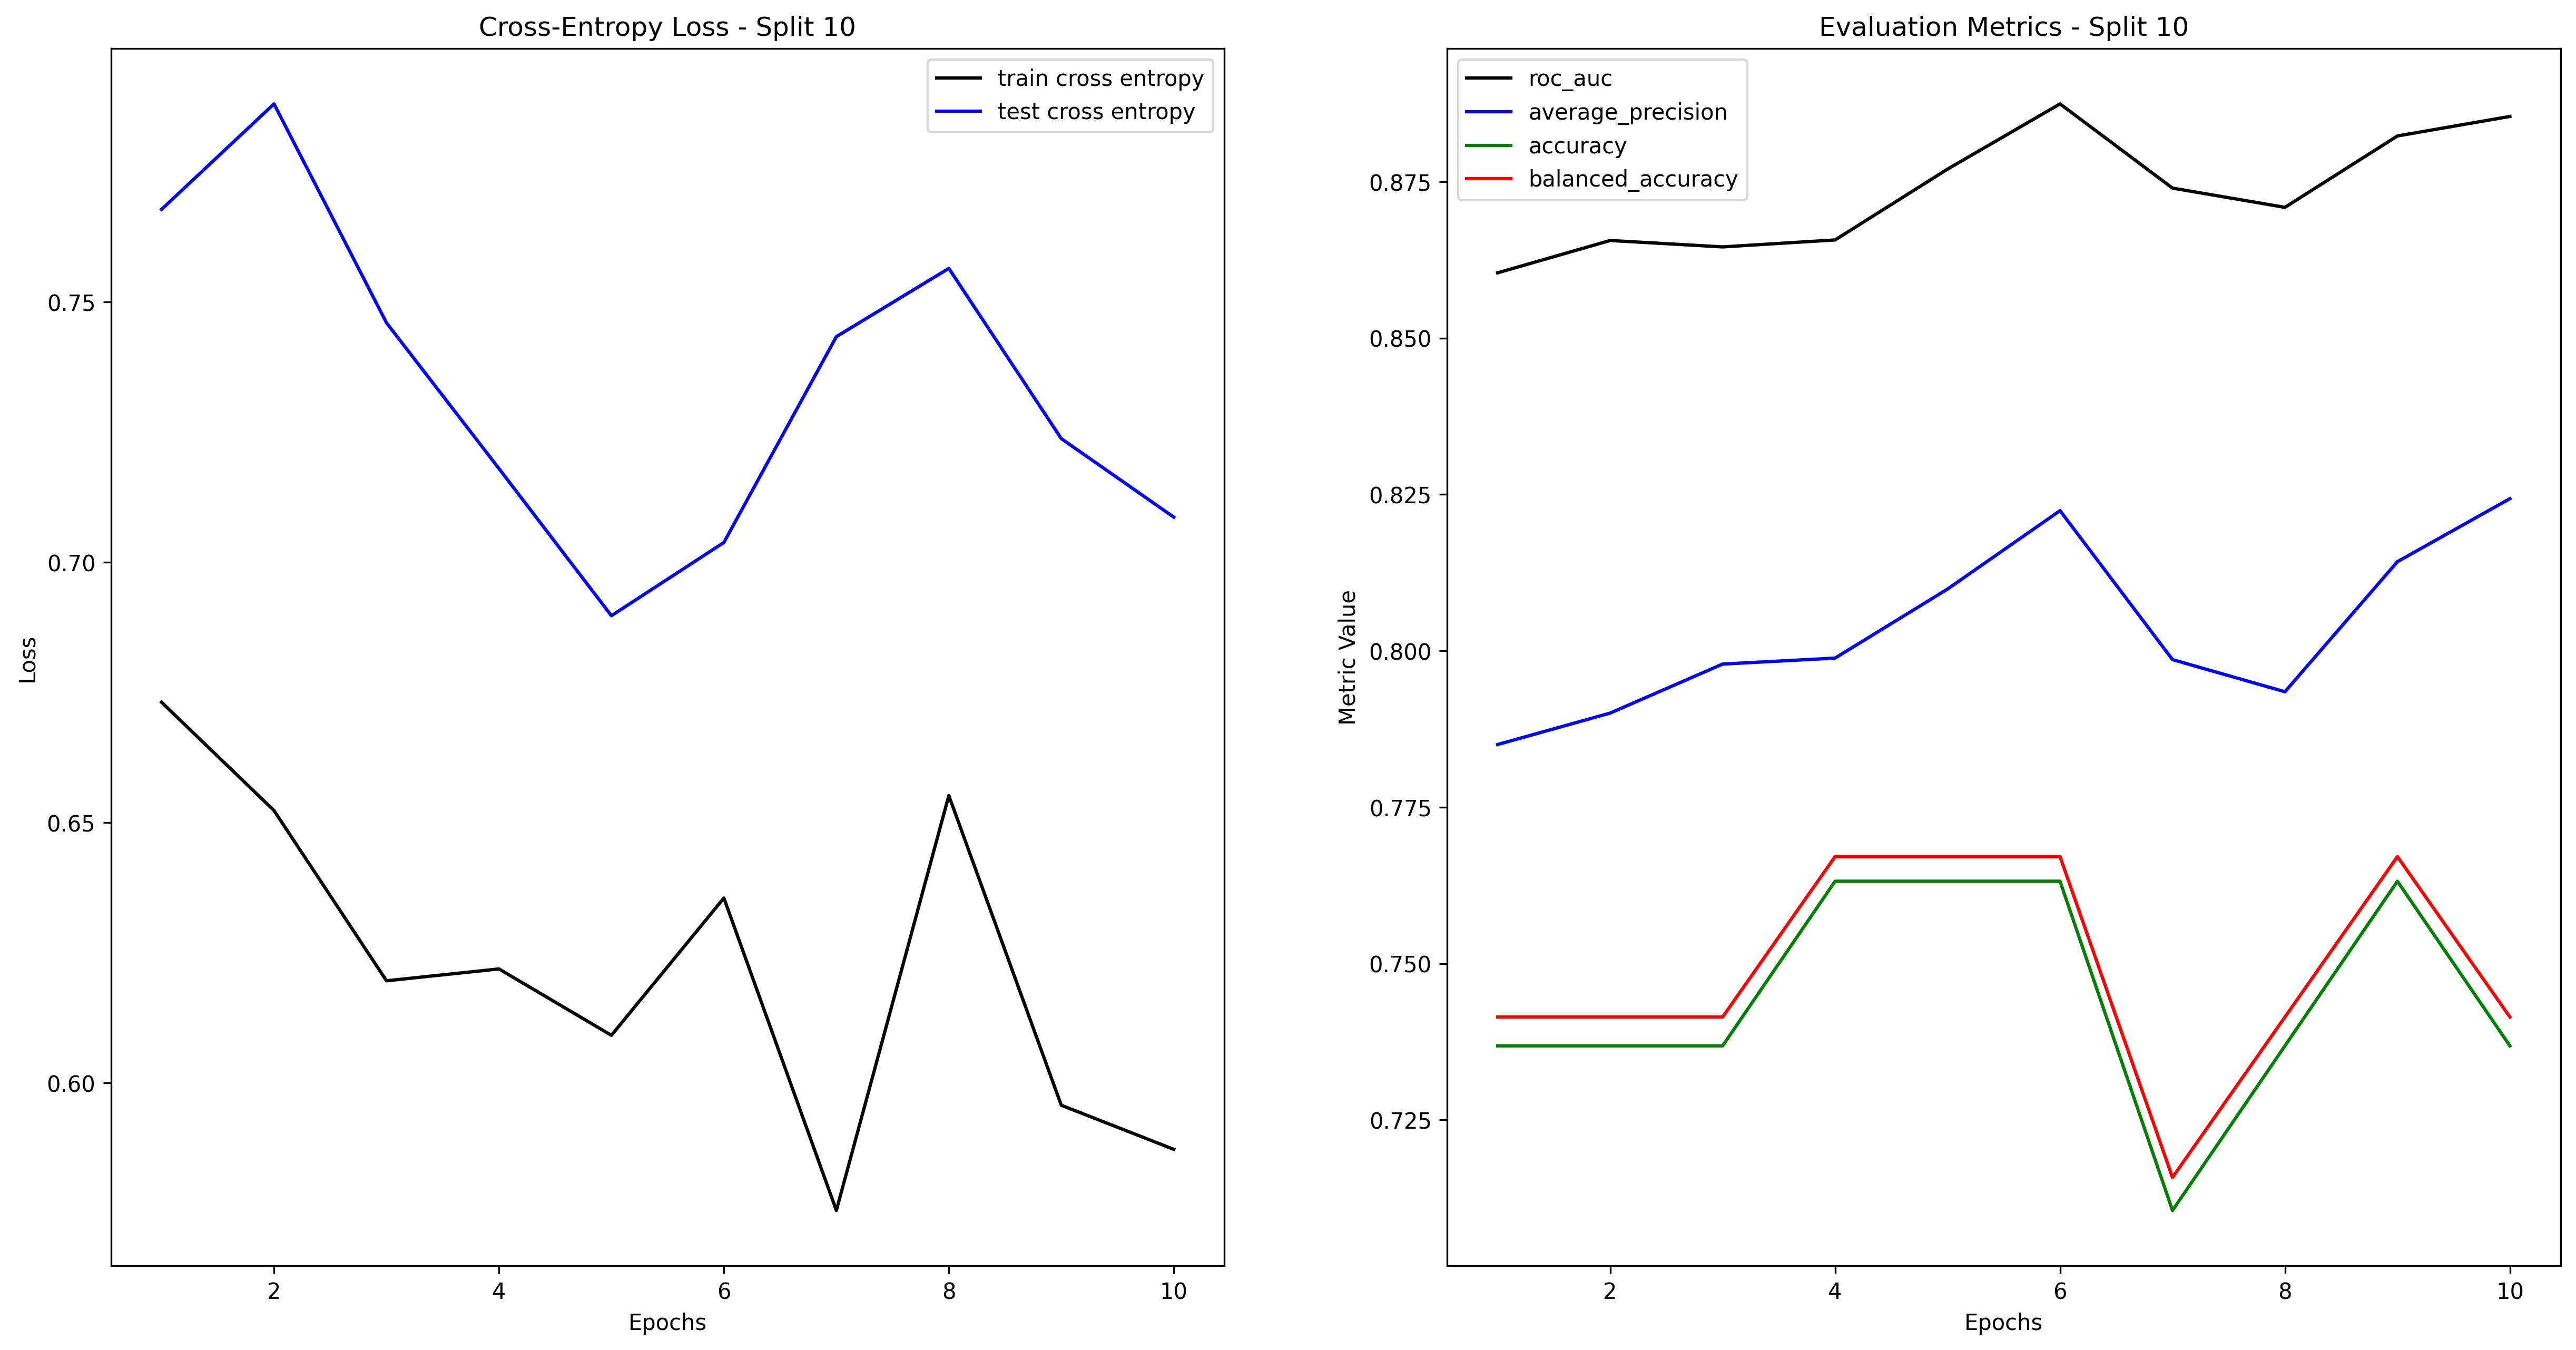 Cross-Entropy Loss - Split 10
train cross entropy
test cross entropy
0.75
0.70
0.65
0.60
Loss
2 4 6 8 10
Epochs
Evaluation Metrics - Split 10
roc_auc
average_precision
accuracy
balanced_accuracy
0.875
0.850
0.825
0.800
0.775
0.750
0.725
Metric Value
2 4 6 8 10
Epochs